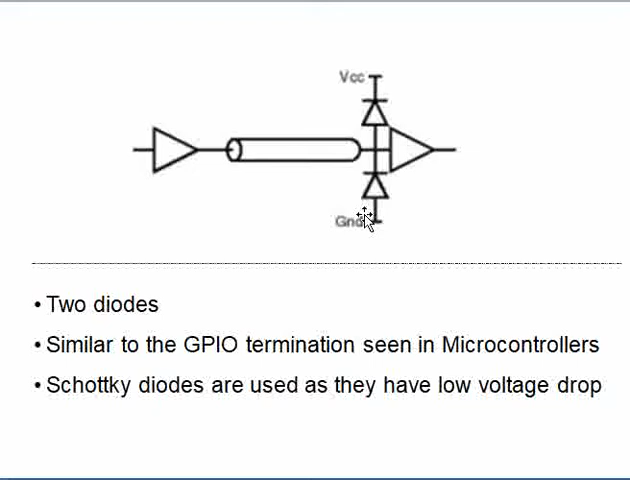 Vcc
Gnd
• Two diodes
• Similar to the GPIO termination seen in Microcontrollers
• Schottky diodes are used as they have low voltage drop